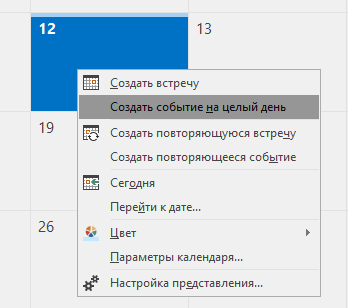 12
13
Создать встречу
Создать событие на целый день
19
Создать повторяющуюся встречу
Создать повторяющееся событие
Сегодня
Перейти к дате...
26
Цвет
Параметры календаря...
Настройка представления...